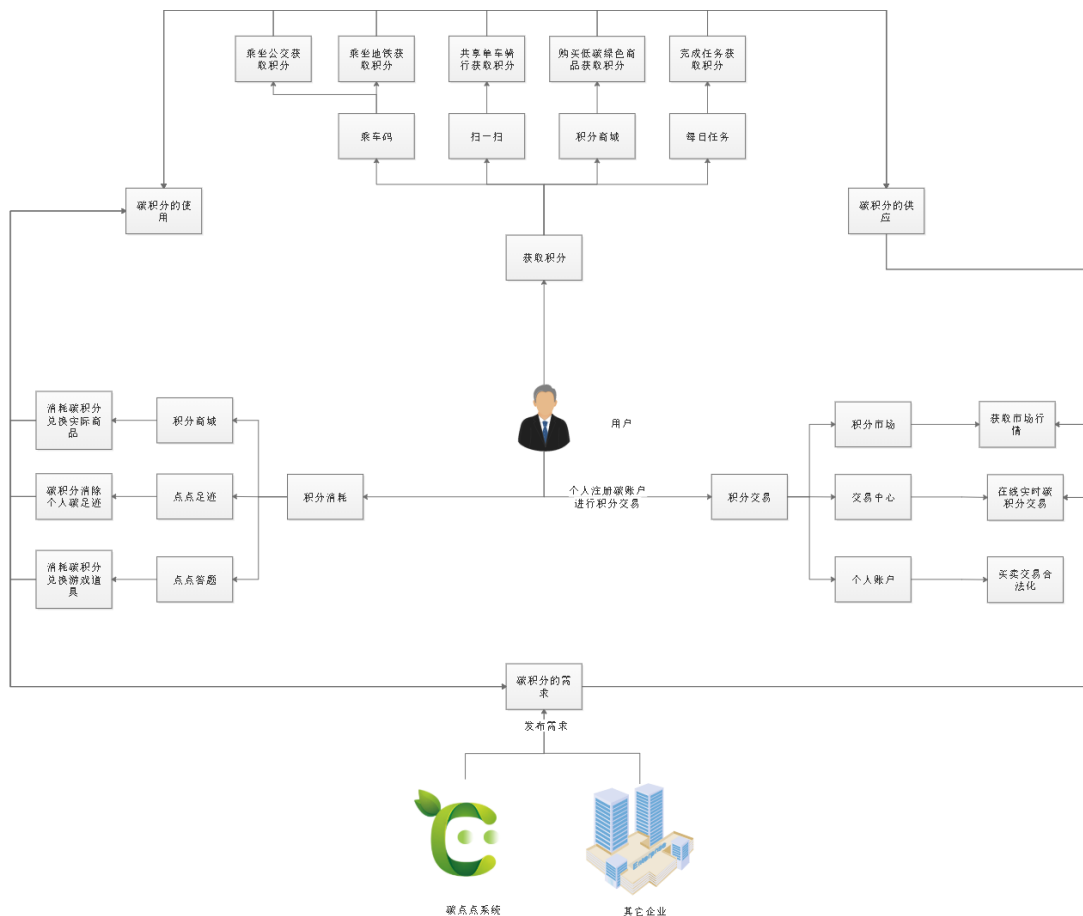 乘坐公交获
取积分
乘坐地铁获
取积分
共享单车骑
行获取积分
购买低碳绿色商
品获取积分
完成任务获
取积分
乘车码
扫一扫
积分商城
每日任务
碳积分的使
用
碳积分的供
应
获取积分
用户
消耗碳积分
兑换实际商
品
积分商城
积分市场
获取市场行
情
碳积分消除
个人碳足迹
点点足迹
积分消耗
个人注册碳账户
进行积分交易
积分交易
交易中心
在线实时碳
积分交易
消耗碳积分
兑换游戏道
具
点点答题
个人账户
买卖交易合
法化
碳积分的需
求
发布需求
碳点点系统
其它企业